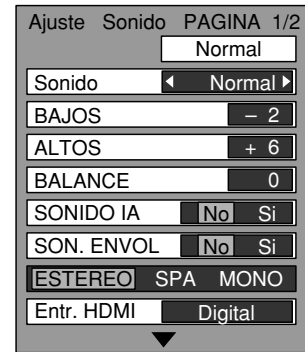 Ajuste Sonido PAGINA 1/2
Normal
Sonido Normal
BAJOS – 2
ALTOS + 6
BALANCE 0
SONIDO IA No Si
SON. ENVOL No Si
ESTEREO SPA MONO
Entr. HDMI Digital